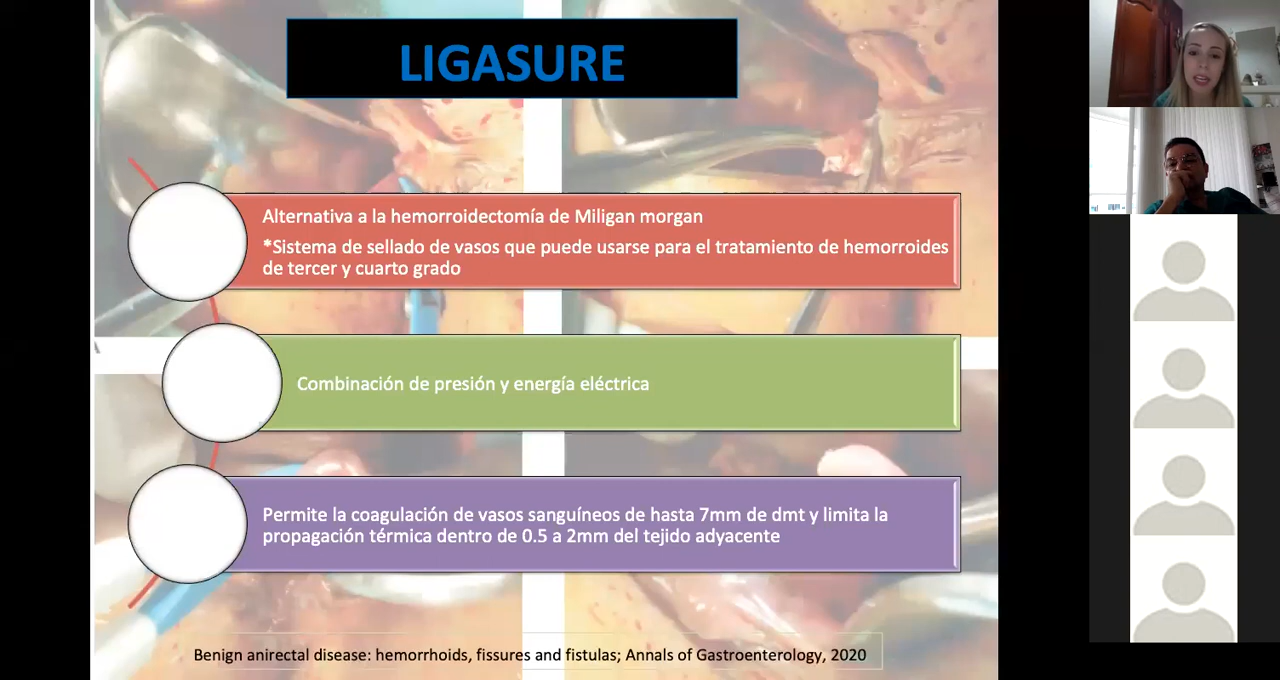 LIGASURE
Alternativa a la hemorroidectomía de Miligan morgan
*Sistema de sellado de vasos que puede usarse para el tratamiento de hemorroides
de tercer y cuarto grado
Combinación de presión y energía eléctrica
Permite la coagulación de vasos sanguíneos de hasta 7mm de dmt y limita la
propagación térmica dentro de 0.5 a 2mm del tejido adyacente
Benign anirectal disease: hemorrhoids, fissures and fistulas; Annals of Gastroenterology, 2020